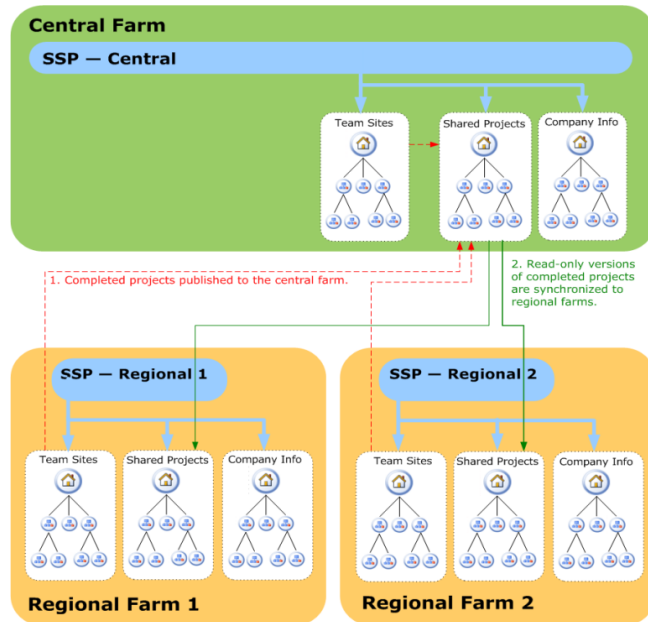 Central Farm
SSP — Central
Team Sites
Shared Projects
Company Info
1. Completed projects published to the central farm.
2. Read-only versions
of completed projects
are synchronized to
regional farms.
SSP — Regional 1
Team Sites
Shared Projects
Company Info
Regional Farm 1
SSP — Regional 2
Team Sites
Shared Projects
Company Info
Regional Farm 2